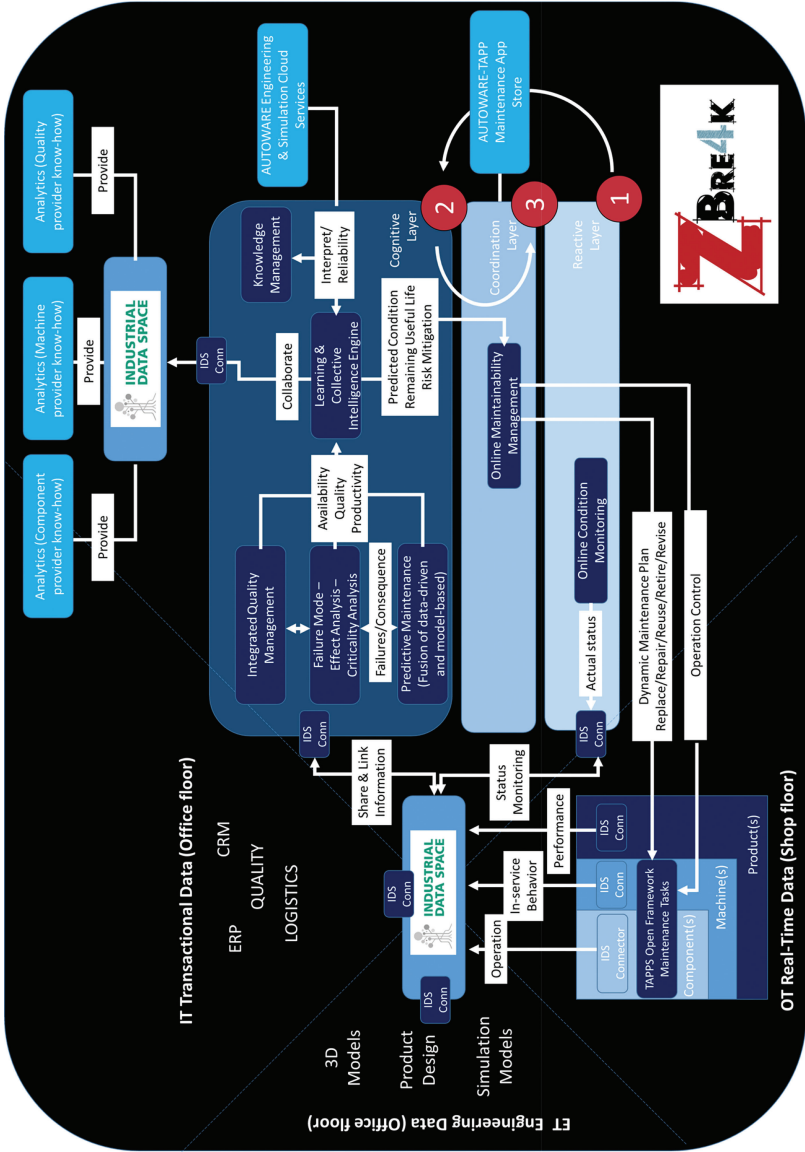 Analytics (Component
provider know-how)
Analytics (Machine
provider know-how)
Analytics (Quality
provider know-how)
Provide
Provide
Provide
INDUSTRIAL
DATA SPACE
IDS
Conn
AUTOWARE Engineering
& Simulation Cloud
Services
IT Transactional Data (Office floor)
ERP
CRM
QUALITY
LOGISTICS
Collaborate
Knowledge
Management
Interpret/
Reliability
Integrated Quality
Management
Failure Mode –
Effect Analysis –
Criticality Analysis
Failures/Consequence
Predictive Maintenance
(Fusion of data-driven
and model-based)
Availability
Quality
Productivity
Learning &
Collective
Intelligence Engine
Predicted Condition
Remaining Useful Life
Risk Mitigation
Cognitive
Layer
2
IDS
Conn
Share & Link
Information
3D
Models
Product
Design
Simulation
Models
ET Engineering Data (Office floor)
IDS
Conn
IDS
Conn
INDUSTRIAL
DATA SPACE
Status
Monitoring
Online Maintainability
Management
Coordination
Layer
3
AUTOWARE-TAPP
Maintenance App
Store
Operation
In-service
Behavior
Performance
IDS
Conn
Actual status
Online Condition
Monitoring
Reactive
Layer
1
IDS
Connector
IDS
Conn
IDS
Conn
TAPPS Open Framework
Maintenance Tasks
Component(s)
Machine(s)
Product(s)
Dynamic Maintenance Plan
Replace/Repair/Reuse/Retire/Revise
Operation Control
OT Real-Time Data (Shop floor)
Z BRE4K